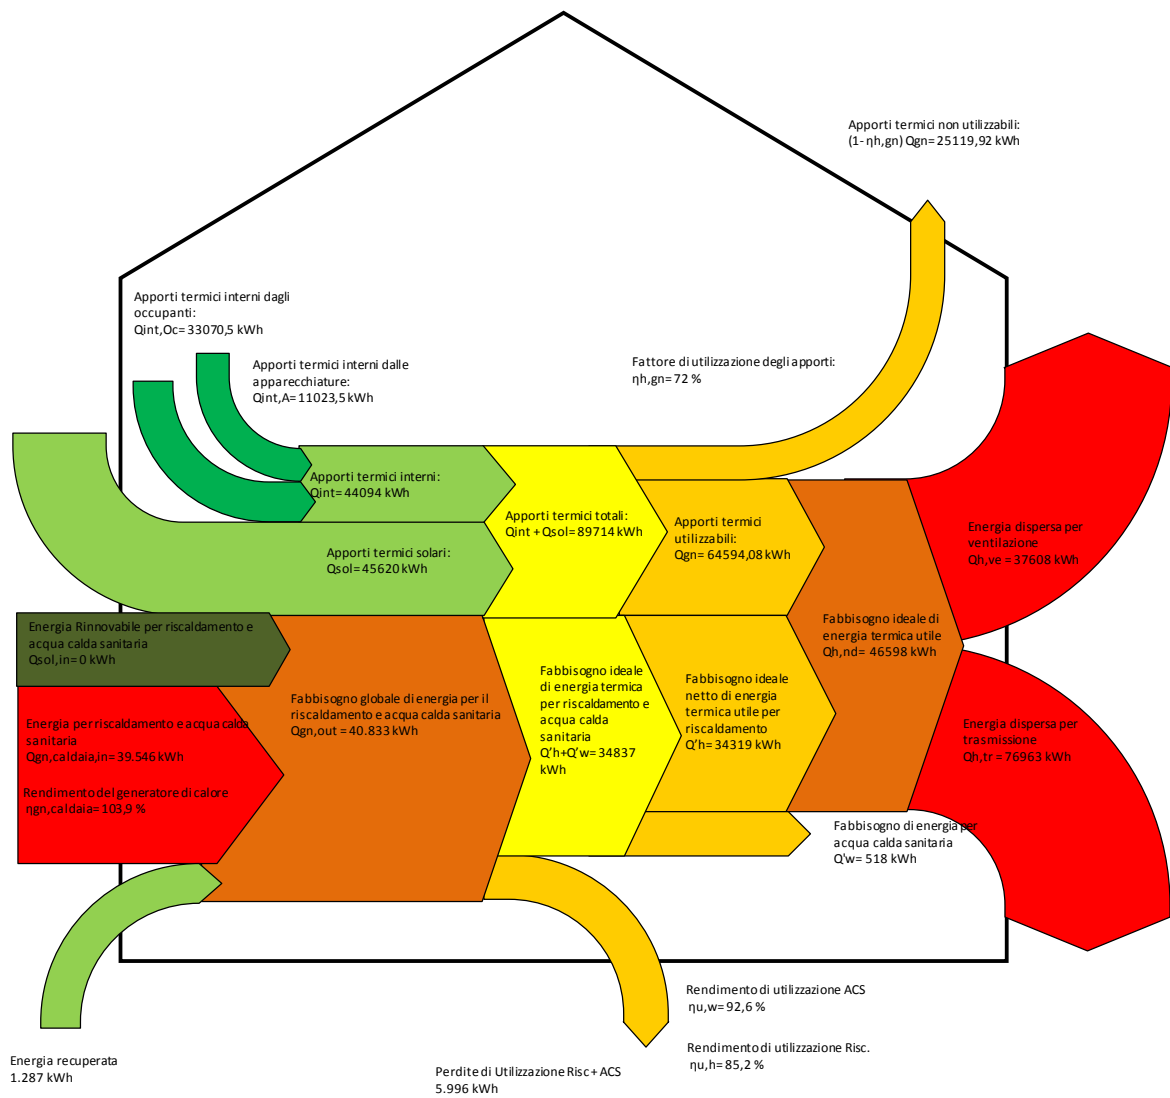 Apporti termici non utilizzabili:
(1- ηh,gn) Qgn= 25119,92 kWh
Apporti termici interni dagli
occupanti:
Qint,Oc= 33070,5 kWh
Apporti termici interni dalle
apparecchiature:
Qint,A= 11023,5 kWh
Fattore di utilizzazione degli apporti:
ηh,gn= 72 %
Apporti termici interni:
Qint= 44094 kWh
Apporti termici totali:
Qint + Qsol= 89714 kWh
Apporti termici
utilizzabili:
Qgn= 64594,08 kWh
Energia dispersa per
ventilazione
Qh,ve = 37608 kWh
Apporti termici solari:
Qsol= 45620 kWh
Energia Rinnovabile per riscaldamento e
acqua calda sanitaria
Qsol,in= 0 kWh
Fabbisogno ideale di
energia termica utile
Qh,nd= 46598 kWh
Fabbisogno globale di energia per il
riscaldamento e acqua calda sanitaria
Qgn,out = 40.833 kWh
Fabbisogno ideale
di energia termica
per riscaldamento e
acqua calda
sanitaria
Q'h+Q'w= 34837
kWh
Fabbisogno ideale
netto di energia
termica utile per
riscaldamento
Q'h= 34319 kWh
Energia per riscaldamento e acqua calda
sanitaria
Qgn,caldaia,in= 39.546 kWh
Energia dispersa per
trasmissione
Qh,tr = 76963 kWh
Rendimento del generatore di calore
ηgn,caldaia= 103,9 %
Fabbisogno di energia per
acqua calda sanitaria
Q'w= 518 kWh
Rendimento di utilizzazione ACS
ηu,w= 92,6 %
Rendimento di utilizzazione Risc.
ηu,h= 85,2 %
Energia recuperata
1.287 kWh
Perdite di Utilizzazione Risc + ACS
5.996 kWh